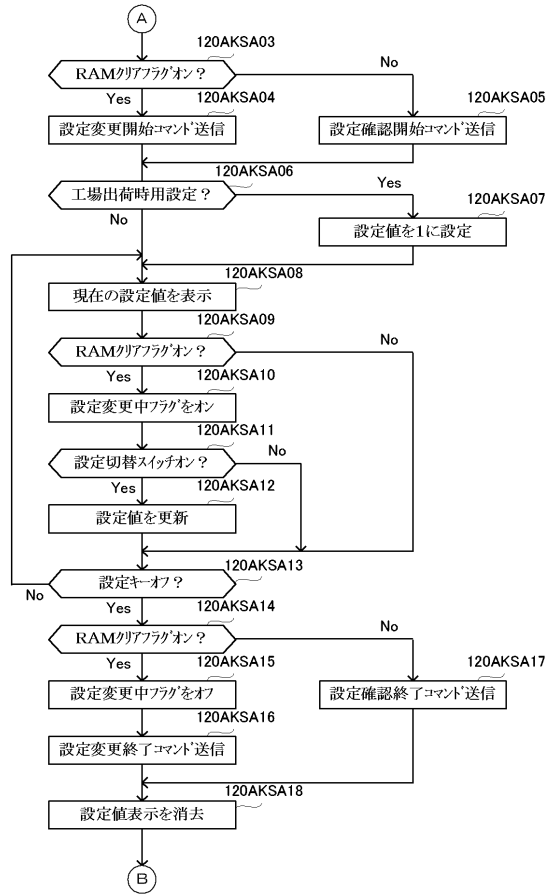 A
120AKSA03
RAMクリアフラグオン？
No
Yes
120AKSA04
120AKSA05
設定変更開始コマンド送信
設定確認開始コマンド送信
120AKSA06
工場出荷時用設定？
Yes
120AKSA07
No
設定値を1に設定
120AKSA08
現在の設定値を表示
120AKSA09
RAMクリアフラグオン？
No
Yes
120AKSA10
設定変更中フラグをオン
120AKSA11
設定切替スイッチオン？
No
Yes
120AKSA12
設定値を更新
120AKSA13
設定キーオフ？
No
Yes
120AKSA14
RAMクリアフラグオン？
No
Yes
120AKSA15
120AKSA17
設定変更中フラグをオフ
設定確認終了コマンド送信
120AKSA16
設定変更終了コマンド送信
120AKSA18
設定値表示を消去
B